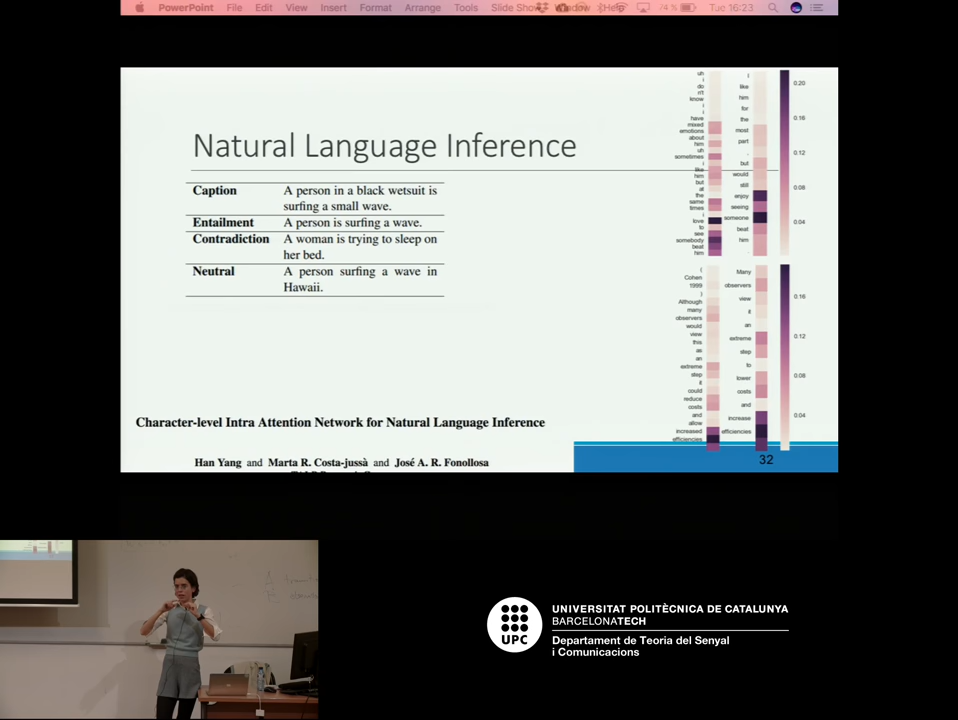 PowerPoint File Edit View Insert Format Arrange Tools Slide Show Window Help 74 % Tue 16:23
Natural Language Inference
Caption A person in a black wetsuit is
surfing a small wave.
Entailment A person is surfing a wave.
Contradiction A woman is trying to sleep on
her bed.
Neutral A person surfing a wave in
Hawaii.
Character-level Intra Attention Network for Natural Language Inference
Han Yang and Marta R. Costa-jussà and José A. R. Fonollosa
uh
i
do
n't
know
i
i
have
mixed
emotions
about
him
uh
sometimes
i
like
him
but
at
the
same
times
i
love
to
see
somebody
beat
him
i
like
him
for
the
most
part
,
but
would
still
enjoy
seeing
someone
beat
him
.
0.20
0.16
0.12
0.08
0.04
(
Cohen
1999
)
Although
many
observers
would
view
this
as
an
extreme
step
it
could
reduce
costs
and
allow
increased
efficiencies
Many
observers
view
it
an
extreme
step
to
lower
costs
and
increase
efficiencies
0.16
0.12
0.08
0.04
32
UPC
UNIVERSITAT POLITÈCNICA DE CATALUNYA
BARCELONATECH
Departament de Teoria del Senyal
i Comunicacions